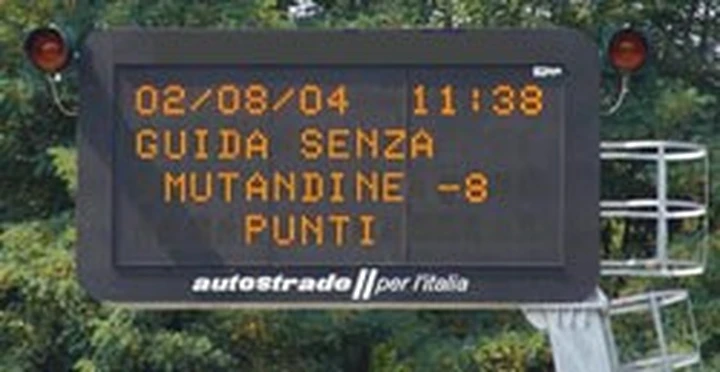 02/08/04 11:38
GUIDA SENZA
MUTANDINE -8
PUNTI
autostrade // per l'italia